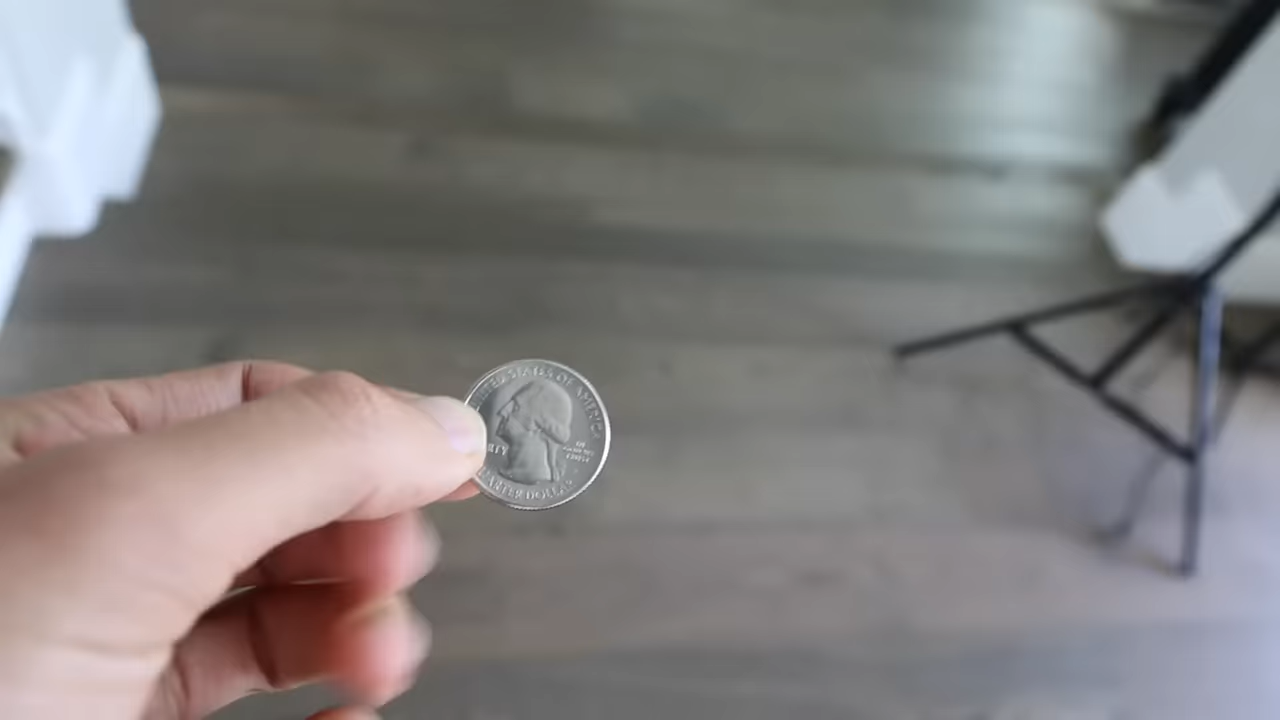 UNITED STATES OF AMERICA
RTY
IN
GOD WE
TRUST
QUARTER DOLLAR